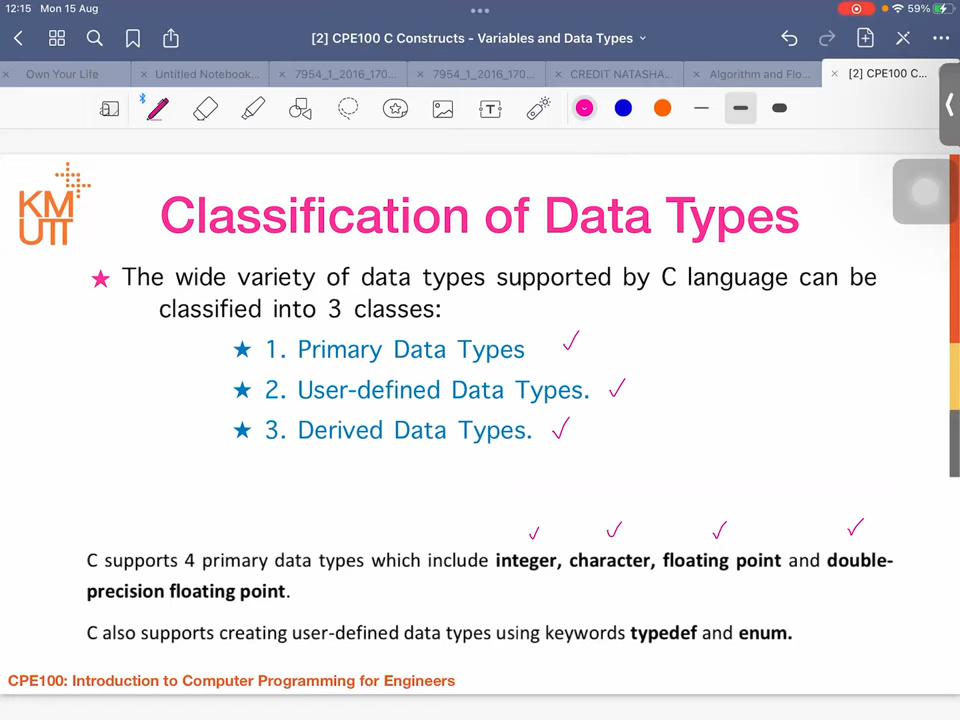 12:15 Mon 15 Aug
59%
[2] CPE100 C Constructs - Variables and Data Types
Own Your Life
Untitled Notebook...
7954_1_2016_170...
7954_1_2016_170...
CREDIT NATASHA...
Algorithm and Flo...
[2] CPE100 C...
T
KM
UTT
Classification of Data Types
★ The wide variety of data types supported by C language can be
classified into 3 classes:
★ 1. Primary Data Types ✓
★ 2. User-defined Data Types. ✓
★ 3. Derived Data Types. ✓
✓ ✓ ✓ ✓
C supports 4 primary data types which include integer, character, floating point and double-
precision floating point.
C also supports creating user-defined data types using keywords typedef and enum.
CPE100: Introduction to Computer Programming for Engineers